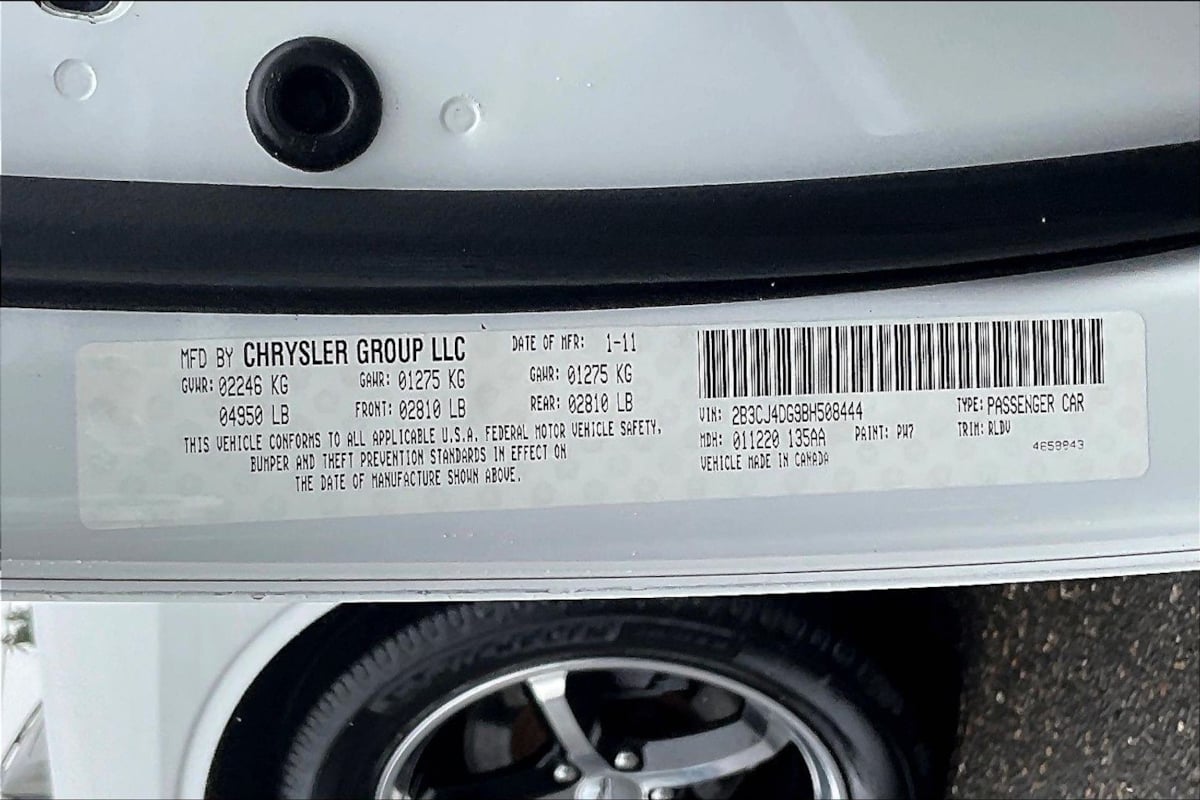 MFD BY CHRYSLER GROUP LLC DATE OF MFR: 1-11
GVWR: 02246 KG GAWR: 01275 KG GAWR: 01275 KG
04950 LB FRONT: 02810 LB REAR: 02810 LB
THIS VEHICLE CONFORMS TO ALL APPLICABLE U.S.A. FEDERAL MOTOR VEHICLE SAFETY,
BUMPER AND THEFT PREVENTION STANDARDS IN EFFECT ON
THE DATE OF MANUFACTURE SHOWN ABOVE.
VIN: 2B3CJ4DG9BH508444 TYPE: PASSENGER CAR
MDH: 011220 135AA PAINT: PW7 TRIM: RLDV
VEHICLE MADE IN CANADA 4659943